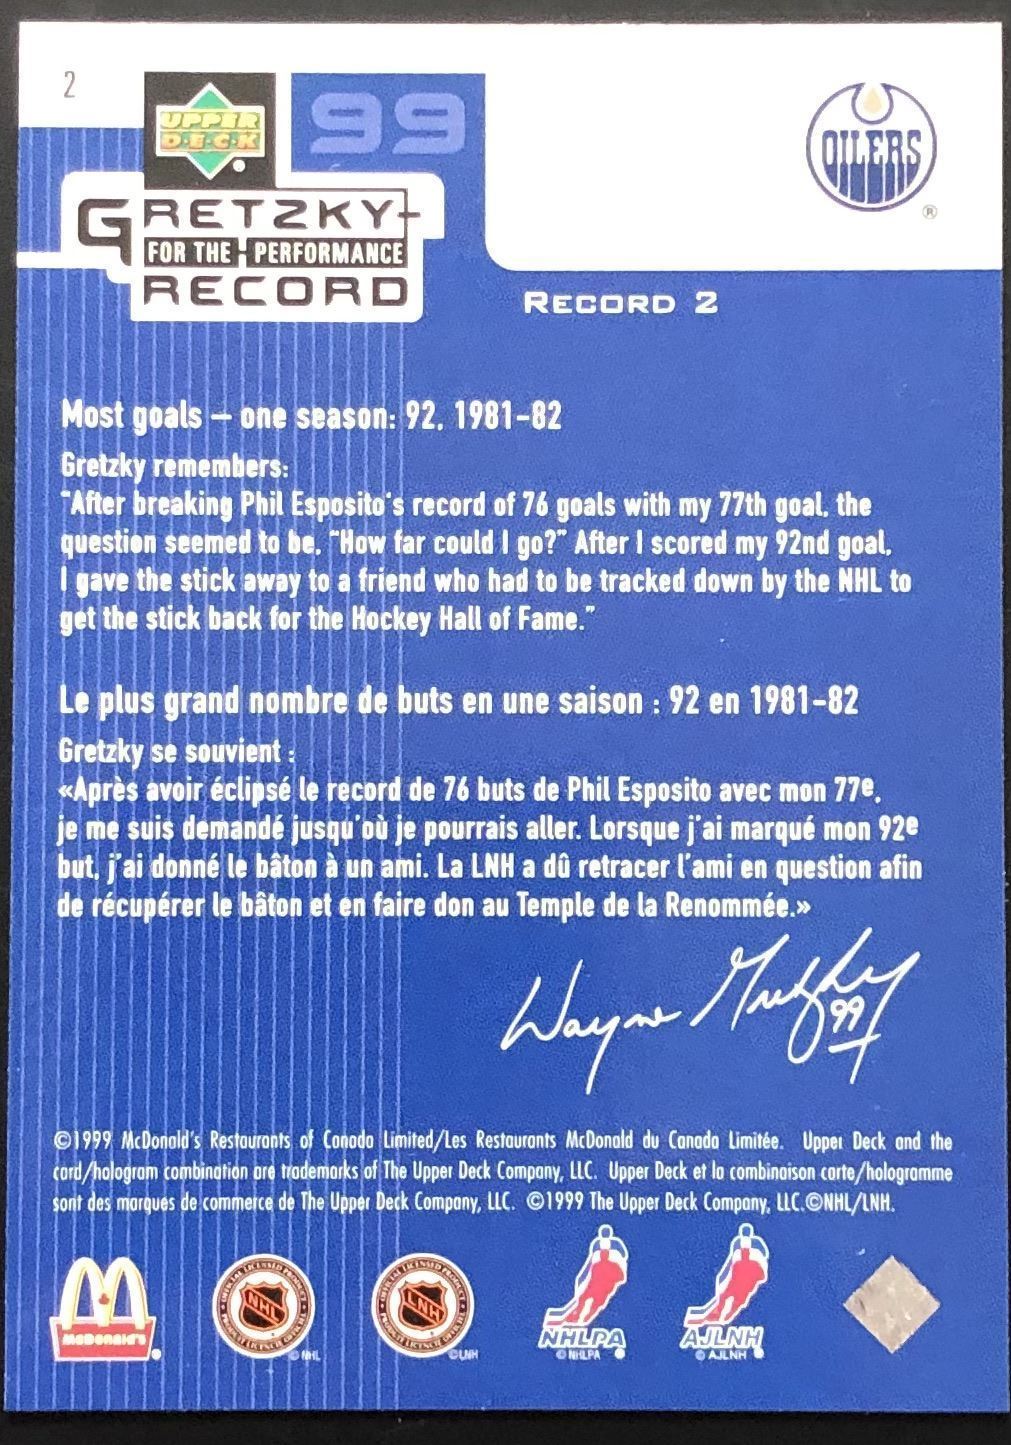 2
UPPER
DECK
99
OILERS
®
GRETZKY
FOR THE PERFORMANCE
RECORD
RECORD 2
Most goals – one season: 92, 1981-82
Gretzky remembers:
"After breaking Phil Esposito's record of 76 goals with my 77th goal, the
question seemed to be, "How far could I go?" After I scored my 92nd goal,
I gave the stick away to a friend who had to be tracked down by the NHL to
get the stick back for the Hockey Hall of Fame."
Le plus grand nombre de buts en une saison : 92 en 1981-82
Gretzky se souvient :
«Après avoir éclipsé le record de 76 buts de Phil Esposito avec mon 77e,
je me suis demandé jusqu'où je pourrais aller. Lorsque j'ai marqué mon 92e
but, j'ai donné le bâton à un ami. La LNH a dû retracer l'ami en question afin
de récupérer le bâton et en faire don au Temple de la Renommée.»
Wayne Gretzky
99
©1999 McDonald's Restaurants of Canada Limited/Les Restaurants McDonald du Canada Limitée. Upper Deck and the
card/hologram combination are trademarks of The Upper Deck Company, LLC. Upper Deck et la combinaison carte/hologramme
sont des marques de commerce de The Upper Deck Company, LLC. ©1999 The Upper Deck Company, LLC.©NHL/LNH.
McDonald's ®
NHL
© NHL
LNH
©LNH
NHLPA
© NHLPA
AJLNH
© AJLNH